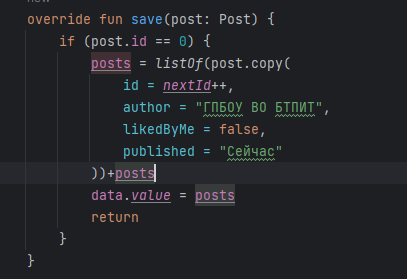 override fun save(post: Post) {
    if (post.id == 0) {
        posts = listOf(post.copy(
            id = nextId++,
            author = "ГПБОУ ВО БТПИТ",
            likedByMe = false,
            published = "Сейчас"
        ))+posts
        data.value = posts
        return
    }
}